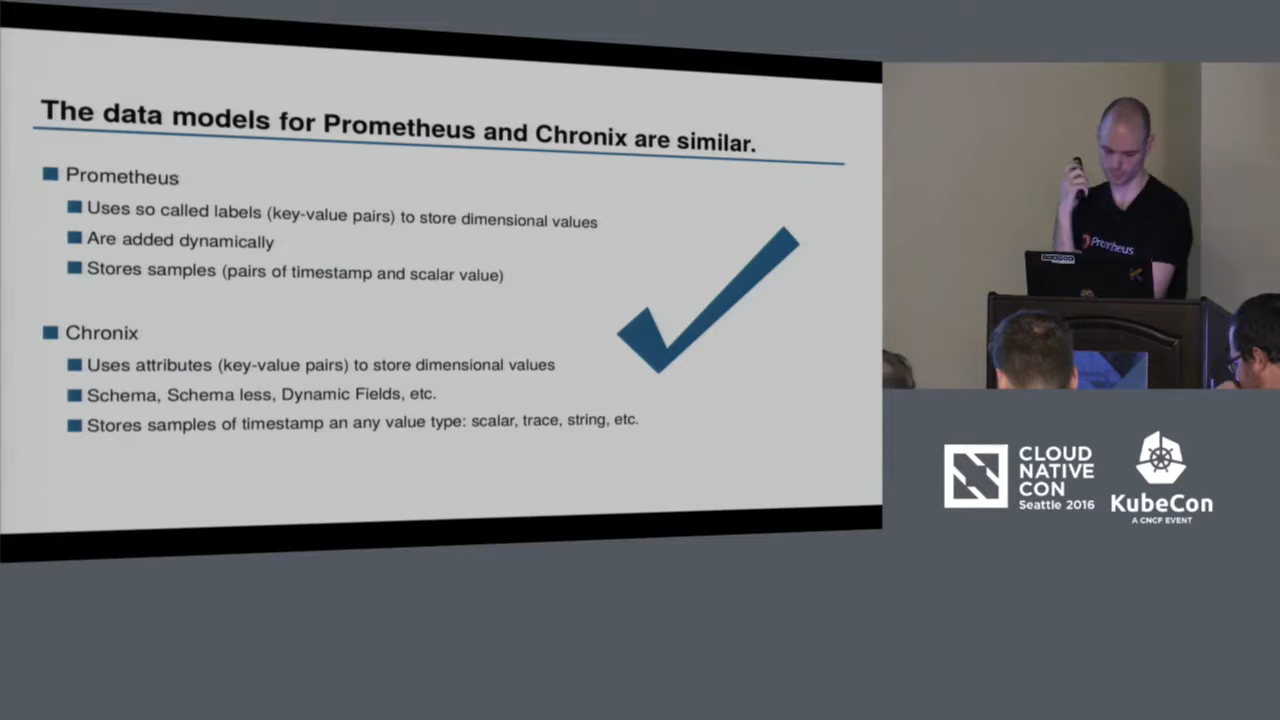 The data models for Prometheus and Chronix are similar.
Prometheus
Uses so called labels (key-value pairs) to store dimensional values
Are added dynamically
Stores samples (pairs of timestamp and scalar value)
Chronix
Uses attributes (key-value pairs) to store dimensional values
Schema, Schema less, Dynamic Fields, etc.
Stores samples of timestamp an any value type: scalar, trace, string, etc.
Prometheus
CLOUD
NATIVE
CON
Seattle 2016
KubeCon
A CNCF EVENT